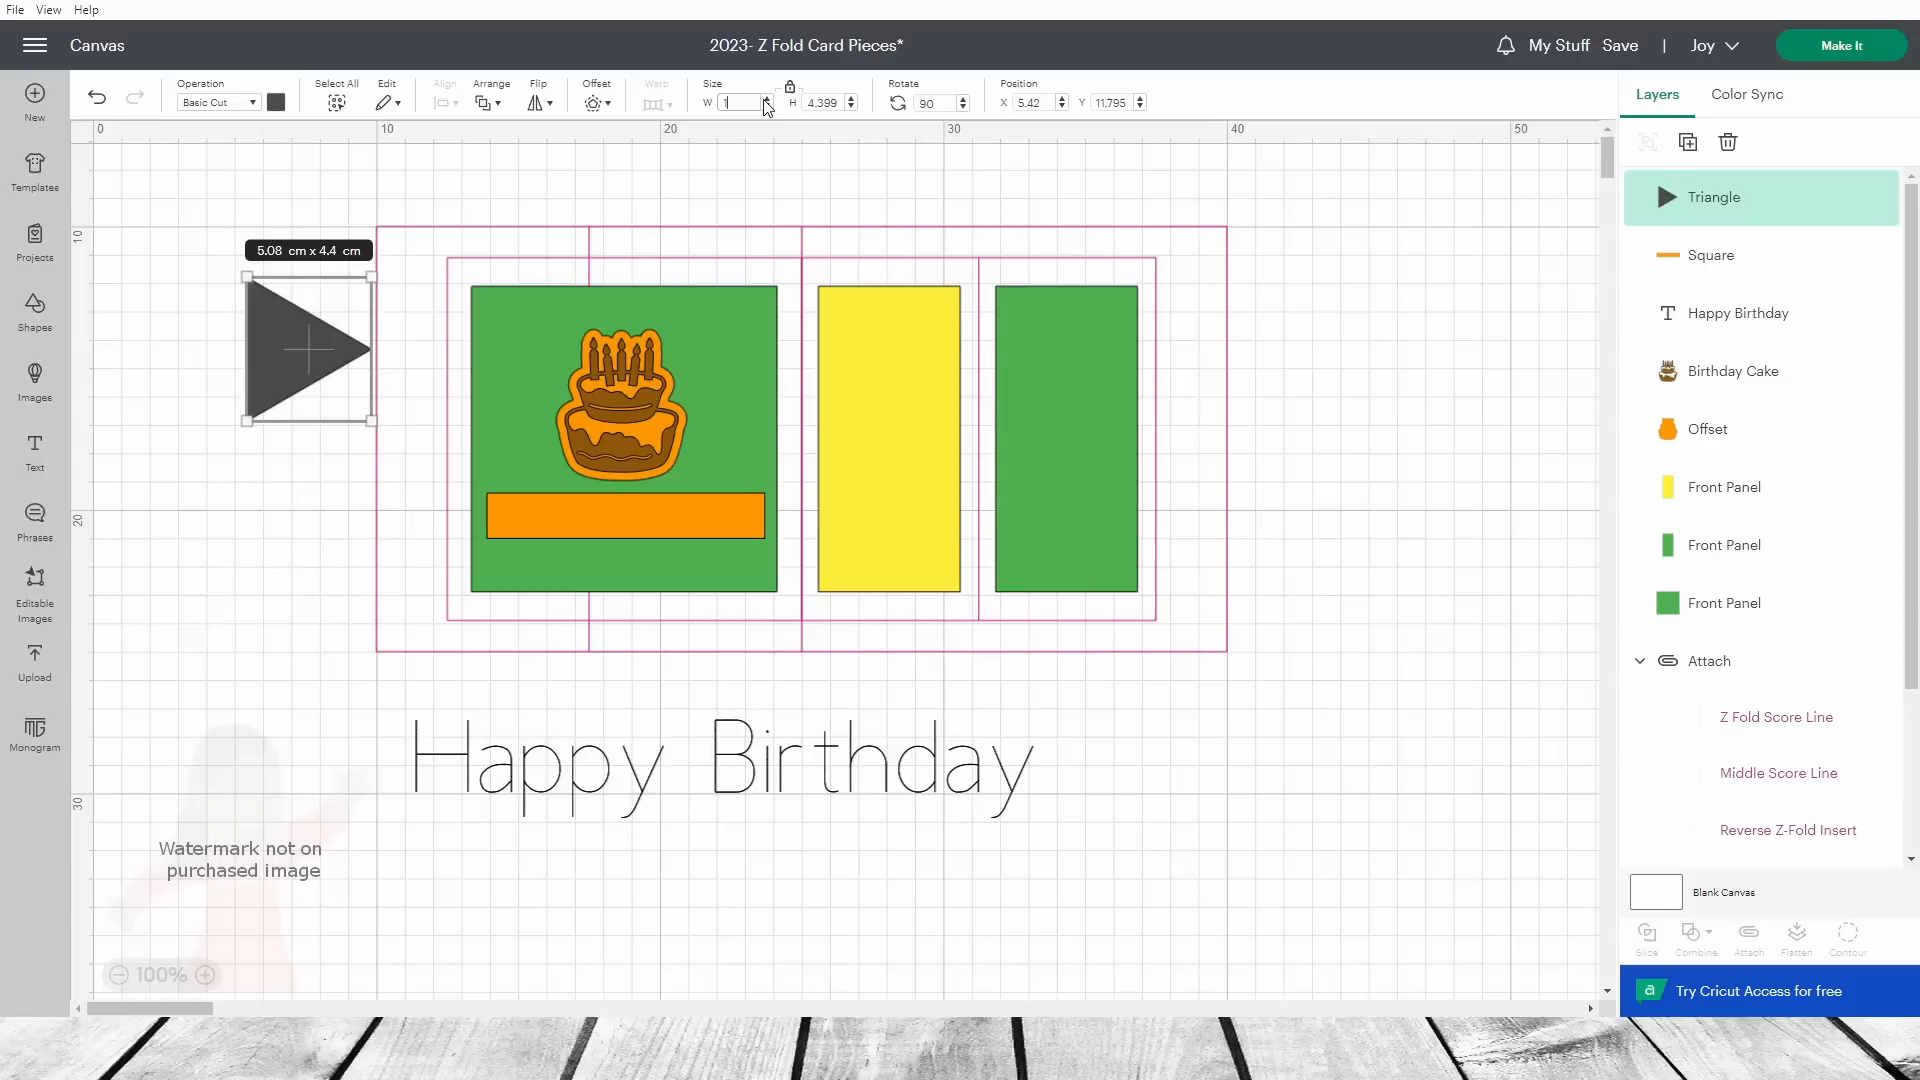 File View Help
Canvas
2023- Z Fold Card Pieces*
My Stuff Save | Joy
Make It
Operation
Basic Cut
Select All
Edit
Align
Arrange
Flip
Offset
Warp
Size
W 1
H 4.399
Rotate
90
Position
X 5.42
Y 11.795
Layers
Color Sync
New
Templates
Projects
Shapes
Images
Text
Phrases
Editable
Images
Upload
Monogram
0 10 20 30 40 50
10
20
30
5.08 cm x 4.4 cm
Happy Birthday
Watermark not on
purchased image
100%
Triangle
Square
Happy Birthday
Birthday Cake
Offset
Front Panel
Front Panel
Front Panel
Attach
Z Fold Score Line
Middle Score Line
Reverse Z-Fold Insert
Blank Canvas
Slice
Combine
Attach
Flatten
Contour
a Try Cricut Access for free